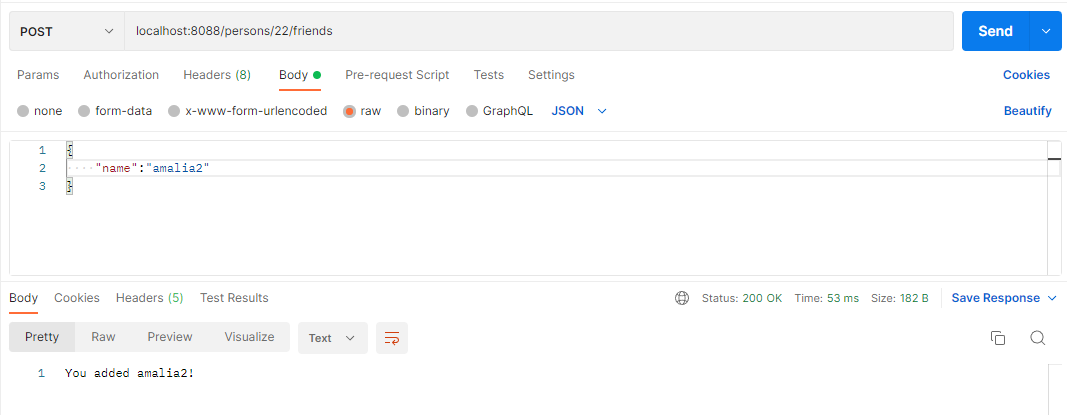 POST localhost:8088/persons/22/friends Send
Params Authorization Headers (8) Body Pre-request Script Tests Settings Cookies
none form-data x-www-form-urlencoded raw binary GraphQL JSON Beautify
1 {
2 ····"name":"amalia2"
3 }
Body Cookies Headers (5) Test Results Status: 200 OK Time: 53 ms Size: 182 B Save Response
Pretty Raw Preview Visualize Text
1 You added amalia2!